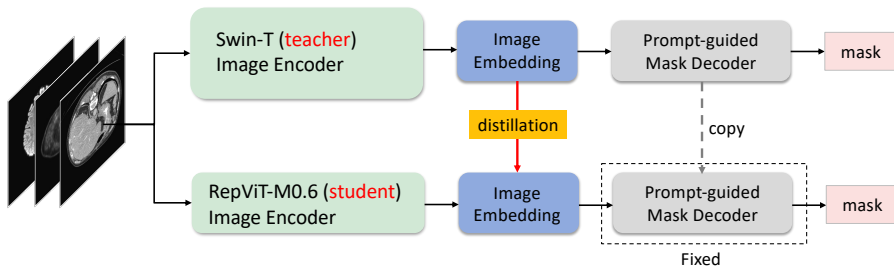 Swin-T (teacher)
Image Encoder
Image
Embedding
Prompt-guided
Mask Decoder
mask
distillation
copy
RepViT-M0.6 (student)
Image Encoder
Image
Embedding
Prompt-guided
Mask Decoder
mask
Fixed